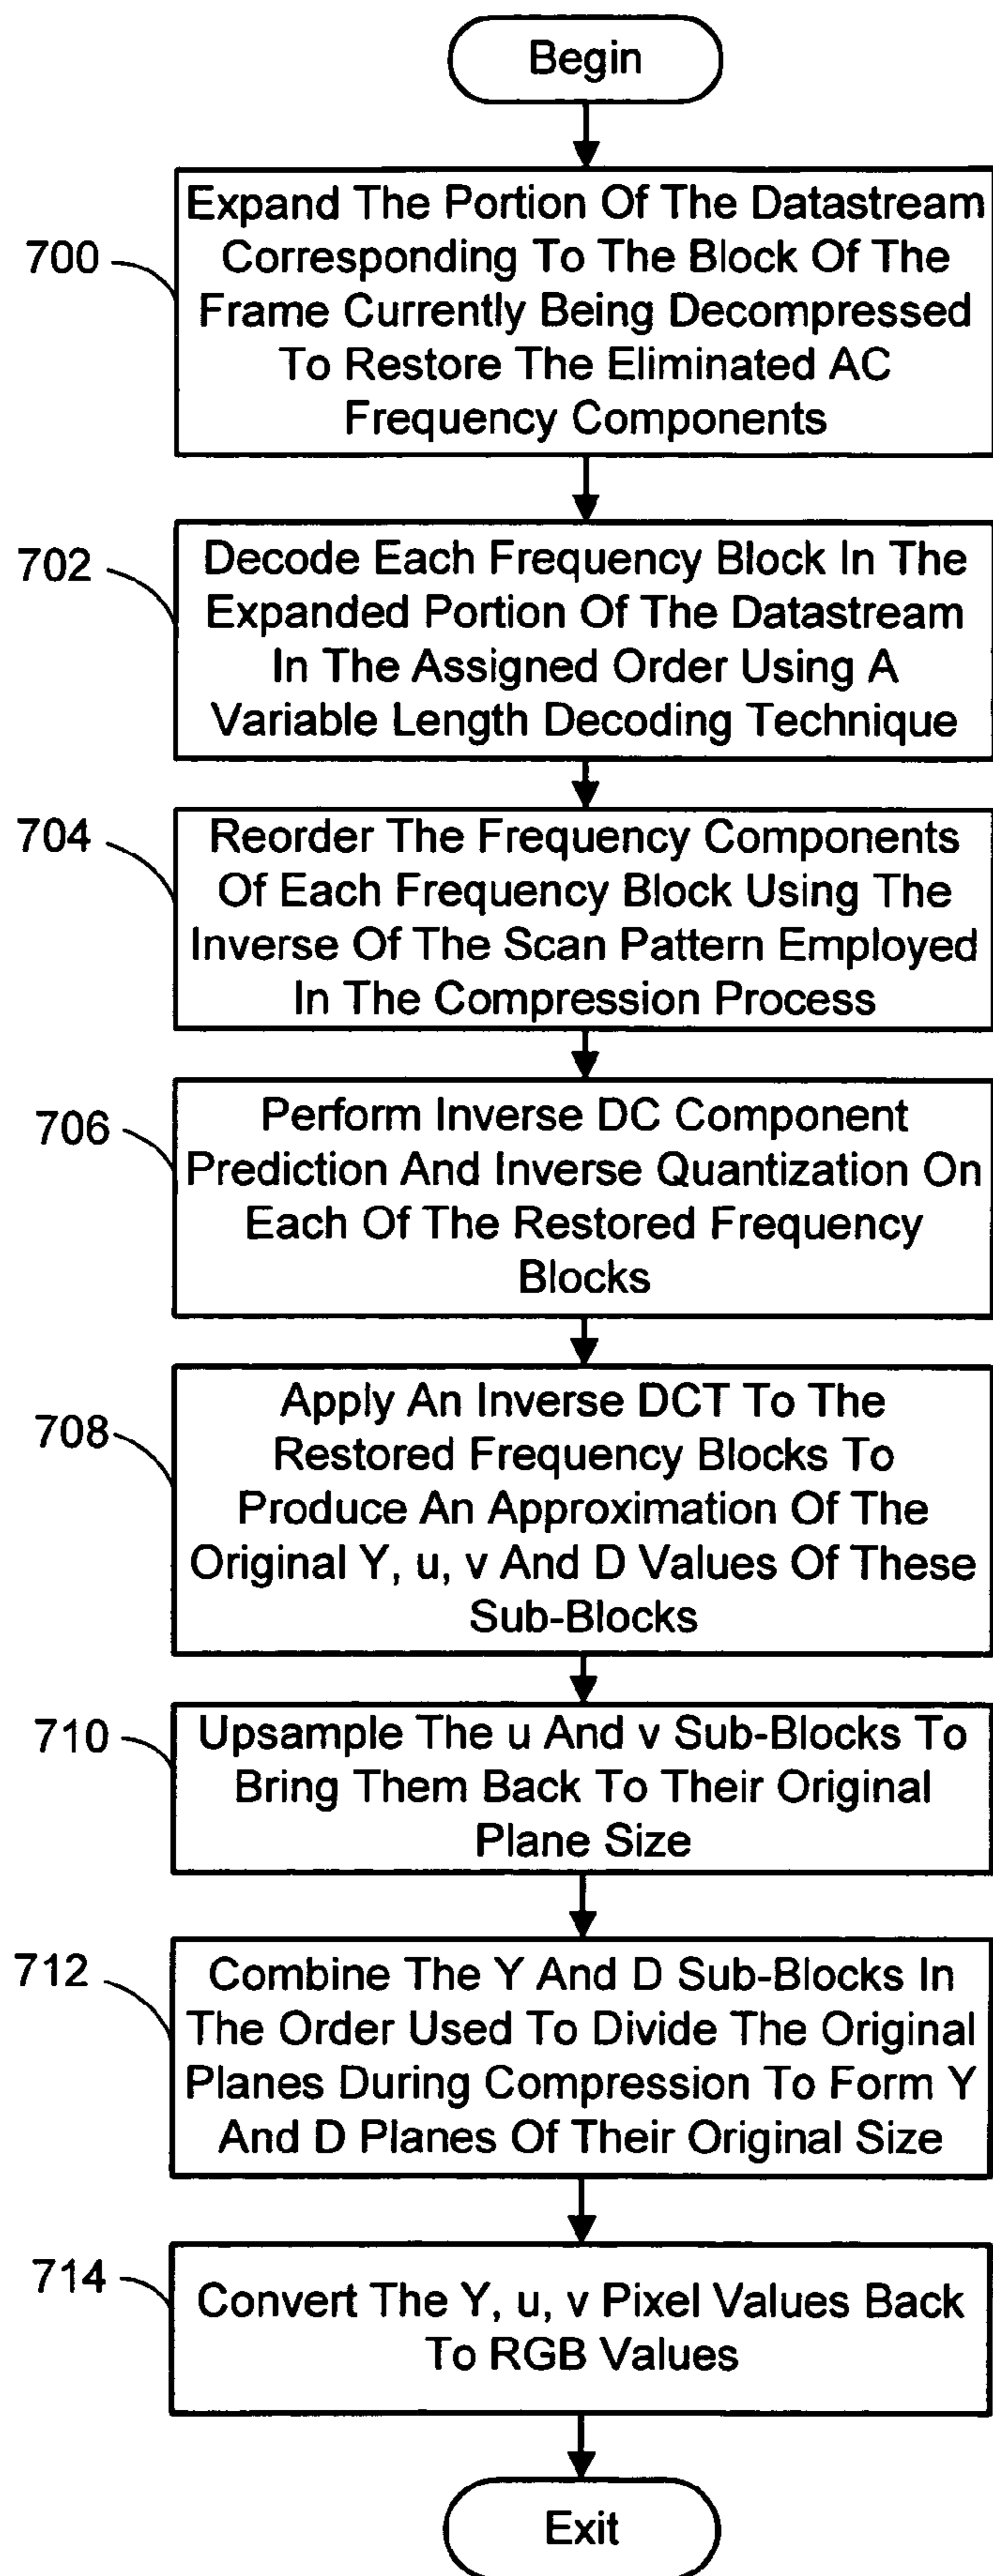 Begin
700
Expand The Portion Of The Datastream
Corresponding To The Block Of The
Frame Currently Being Decompressed
To Restore The Eliminated AC
Frequency Components
702
Decode Each Frequency Block In The
Expanded Portion Of The Datastream
In The Assigned Order Using A
Variable Length Decoding Technique
704
Reorder The Frequency Components
Of Each Frequency Block Using The
Inverse Of The Scan Pattern Employed
In The Compression Process
706
Perform Inverse DC Component
Prediction And Inverse Quantization On
Each Of The Restored Frequency
Blocks
708
Apply An Inverse DCT To The
Restored Frequency Blocks To
Produce An Approximation Of The
Original Y, u, v And D Values Of These
Sub-Blocks
710
Upsample The u And v Sub-Blocks To
Bring Them Back To Their Original
Plane Size
712
Combine The Y And D Sub-Blocks In
The Order Used To Divide The Original
Planes During Compression To Form Y
And D Planes Of Their Original Size
714
Convert The Y, u, v Pixel Values Back
To RGB Values
Exit